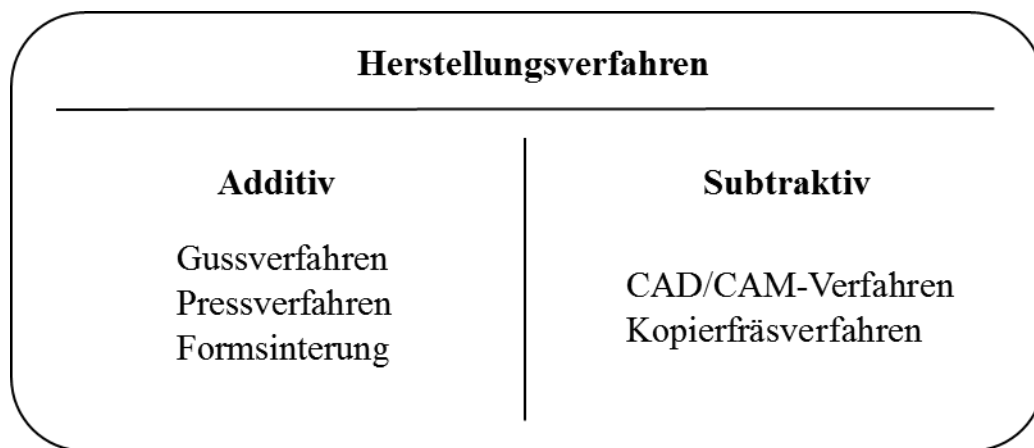 Herstellungsverfahren
Additiv
Gussverfahren
Pressverfahren
Formsinterung
Subtraktiv
CAD/CAM-Verfahren
Kopierfräsverfahren